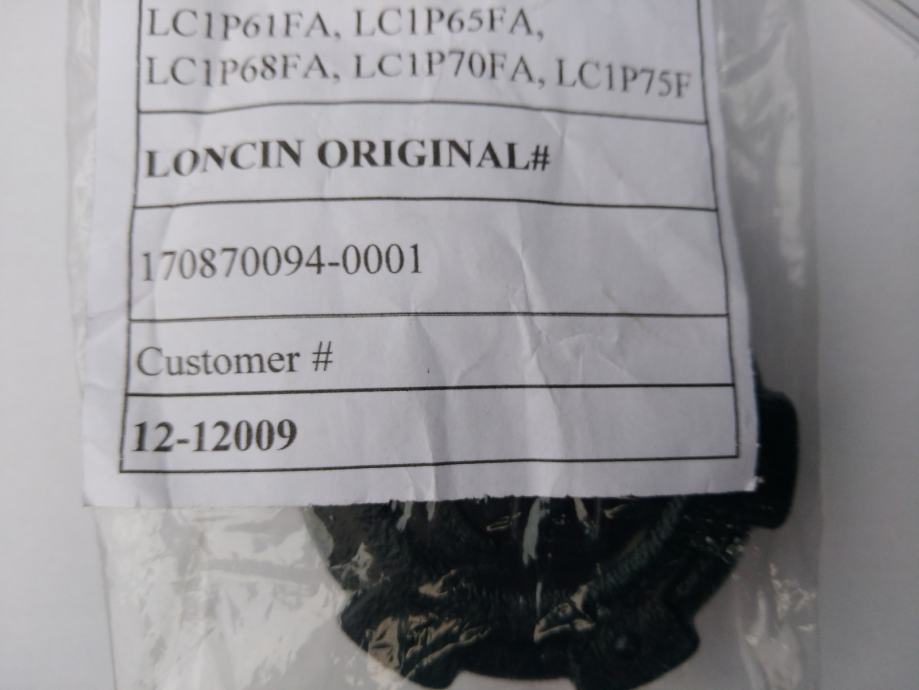 LC1P61FA, LC1P65FA,
LC1P68FA, LC1P70FA, LC1P75F
LONCIN ORIGINAL#
170870094-0001
Customer #
12-12009